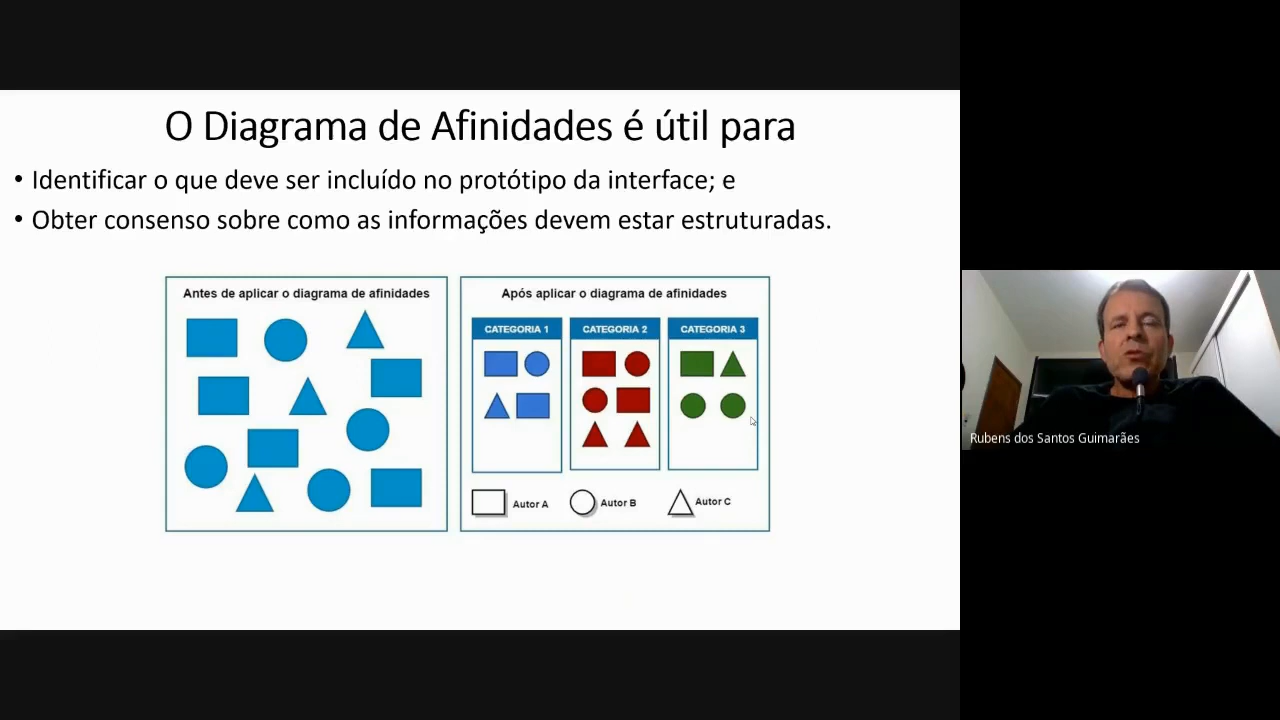 O Diagrama de Afinidades é útil para
• Identificar o que deve ser incluído no protótipo da interface; e
• Obter consenso sobre como as informações devem estar estruturadas.
Antes de aplicar o diagrama de afinidades
Após aplicar o diagrama de afinidades
CATEGORIA 1
CATEGORIA 2
CATEGORIA 3
Autor A
Autor B
Autor C
Rubens dos Santos Guimarães